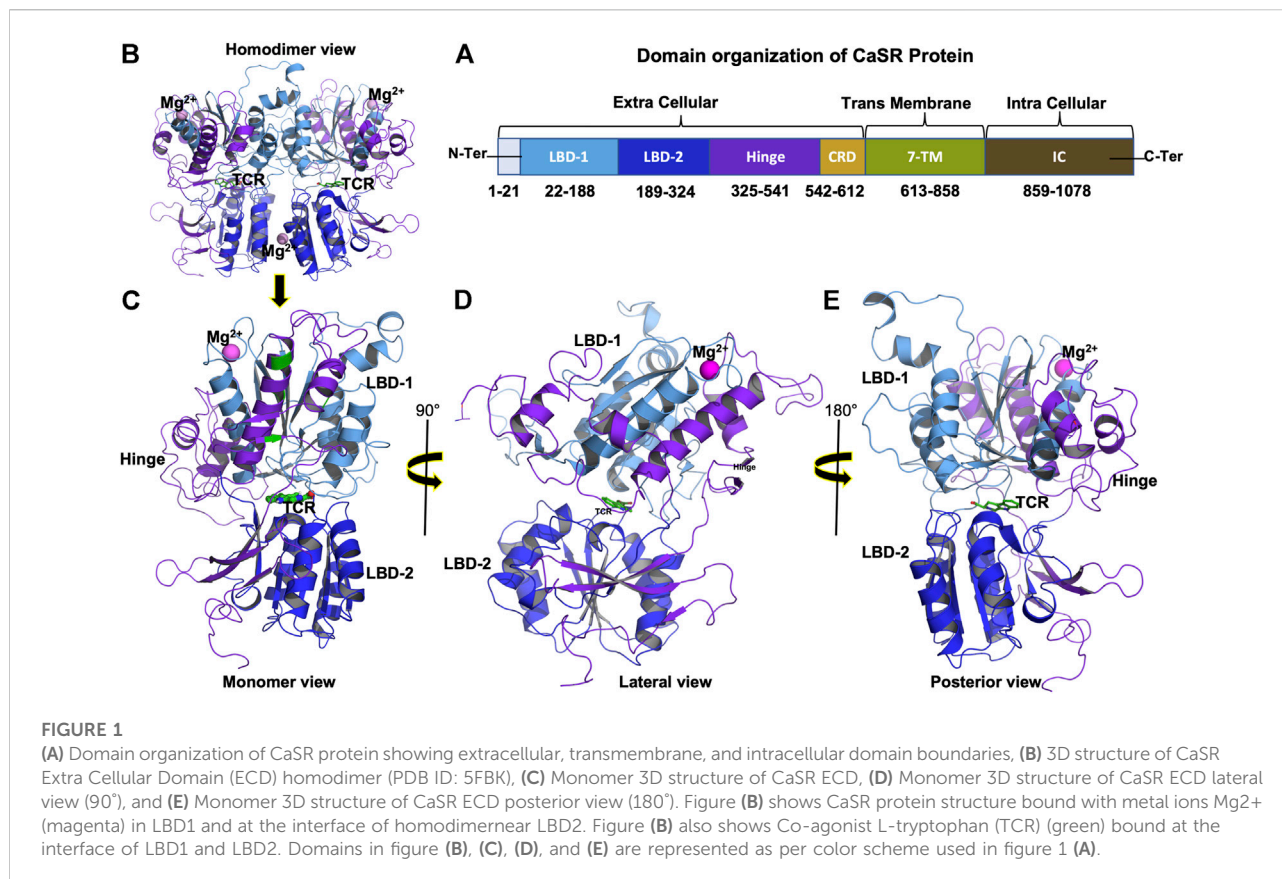 B
Homodimer view
Mg2+
Mg2+
TCR
TCR
Mg2+
A
Domain organization of CaSR Protein
Extra Cellular
Trans Membrane
Intra Cellular
N-Ter
LBD-1
LBD-2
Hinge
CRD
7-TM
IC
C-Ter
1-21
22-188
189-324
325-541
542-612
613-858
859-1078
C
Mg2+
LBD-1
Hinge
TCR
LBD-2
Monomer view
90°
D
LBD-1
Mg2+
Hinge
TCR
LBD-2
Lateral view
180°
E
Mg2+
LBD-1
Hinge
TCR
LBD-2
Posterior view
FIGURE 1
(A) Domain organization of CaSR protein showing extracellular, transmembrane, and intracellular domain boundaries, (B) 3D structure of CaSR
Extra Cellular Domain (ECD) homodimer (PDB ID: 5FBK), (C) Monomer 3D structure of CaSR ECD, (D) Monomer 3D structure of CaSR ECD lateral
view (90°), and (E) Monomer 3D structure of CaSR ECD posterior view (180°). Figure (B) shows CaSR protein structure bound with metal ions Mg2+
(magenta) in LBD1 and at the interface of homodimernear LBD2. Figure (B) also shows Co-agonist L-tryptophan (TCR) (green) bound at the
interface of LBD1 and LBD2. Domains in figure (B), (C), (D), and (E) are represented as per color scheme used in figure 1 (A).